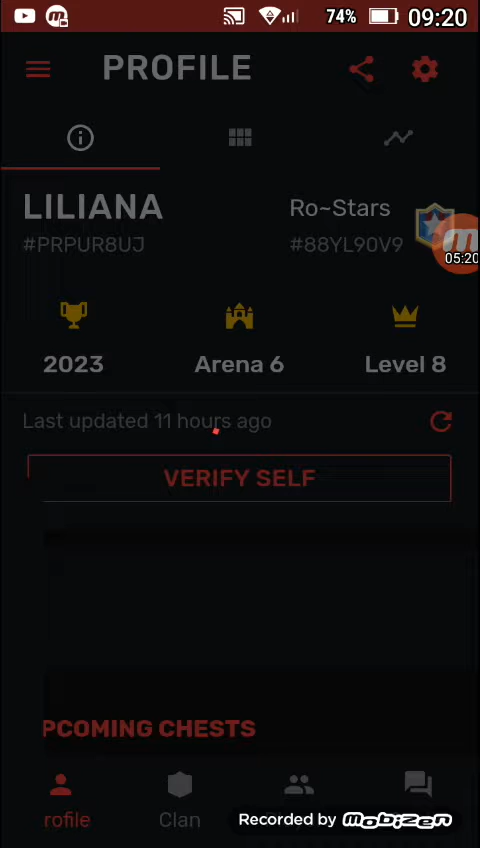 74% 09:20
PROFILE
LILIANA
Ro~Stars
#PRPUR8UJ
#88YL90V9
05:20
2023
Arena 6
Level 8
Last updated 11 hours ago
VERIFY SELF
PCOMING CHESTS
rofile
Clan
Recorded by Mobizen